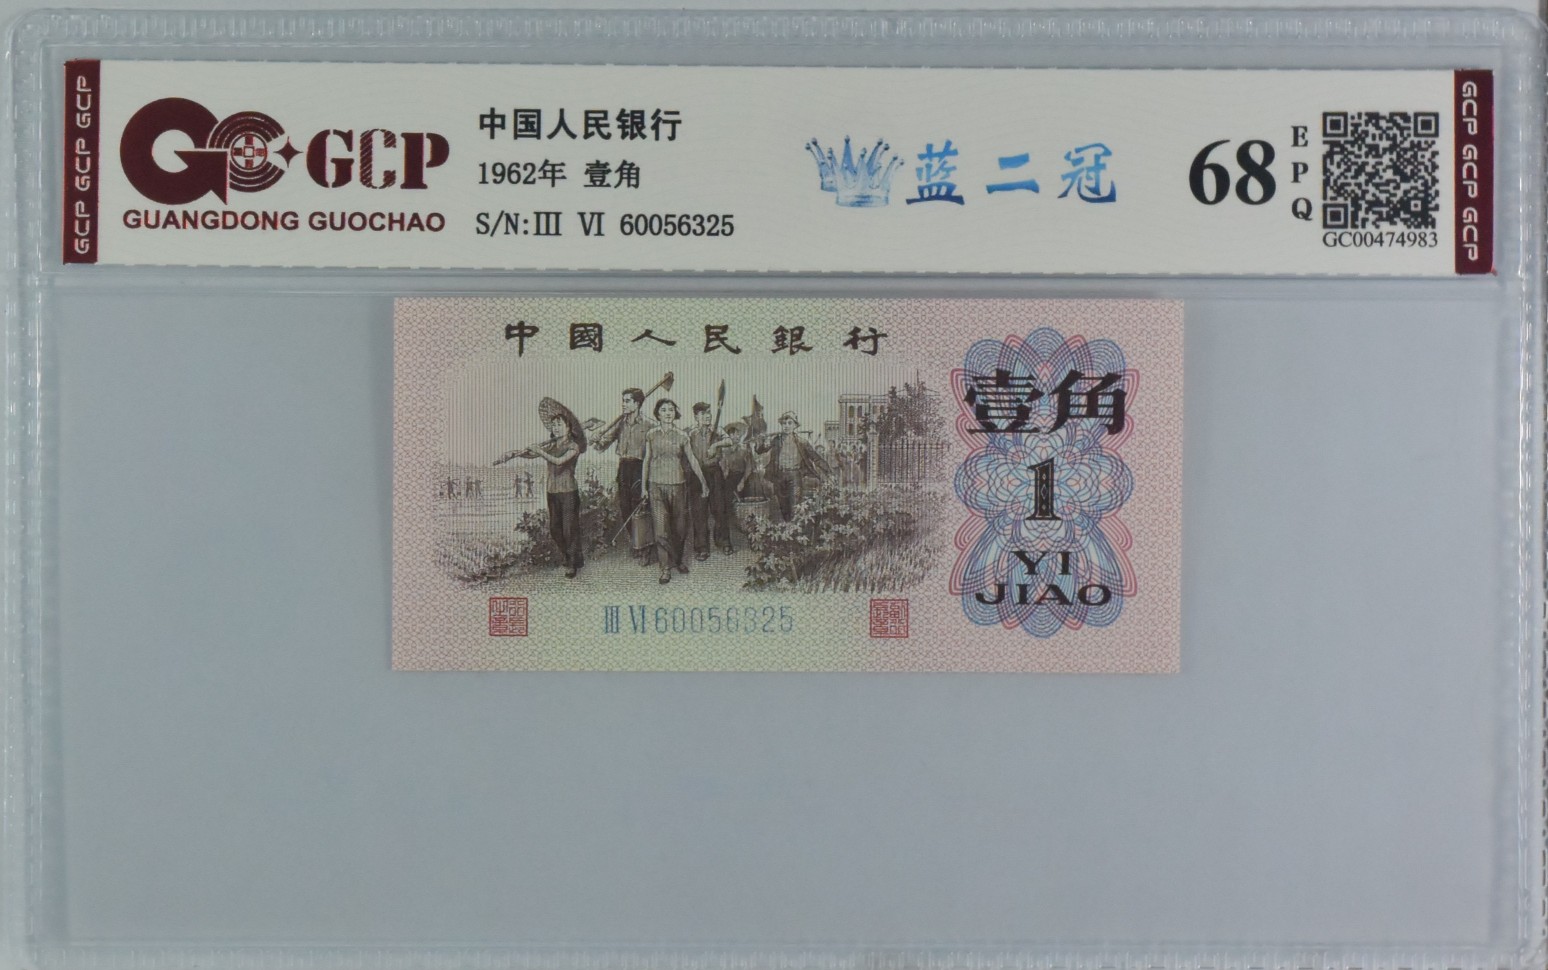 GCP GCP GCP
GCP
GUANGDONG GUOCHAO
中国人民银行
1962年 壹角
S/N:Ⅲ Ⅵ 60056325
蓝二冠
68
EPQ
GC00474983
GCP GCP GCP
中國人民銀行
壹角
1
YI
JIAO
Ⅲ Ⅵ 60056325